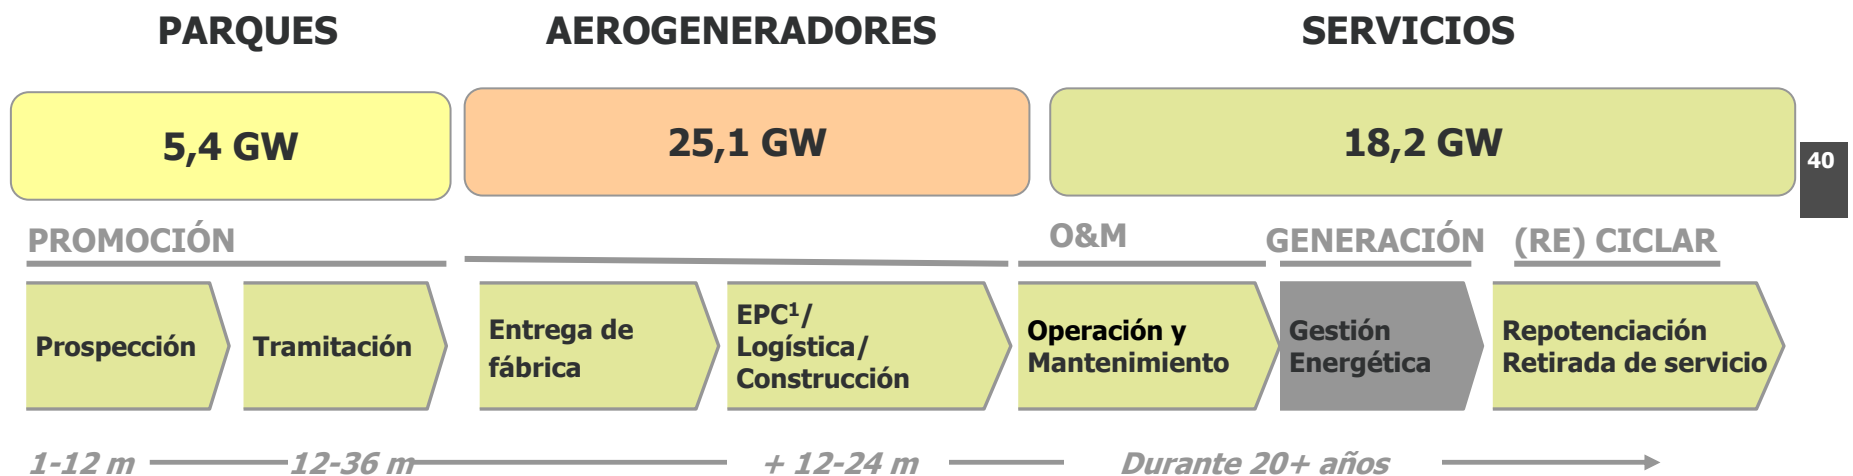 PARQUES
AEROGENERADORES
SERVICIOS
5,4 GW
25,1 GW
18,2 GW
40
PROMOCIÓN
O&M
GENERACIÓN
(RE) CICLAR
Prospección
Tramitación
Entrega de
fábrica
EPC1/
Logística/
Construcción
Operación y
Mantenimiento
Gestión
Energética
Repotenciación
Retirada de servicio
1-12 m
12-36 m
+ 12-24 m
Durante 20+ años